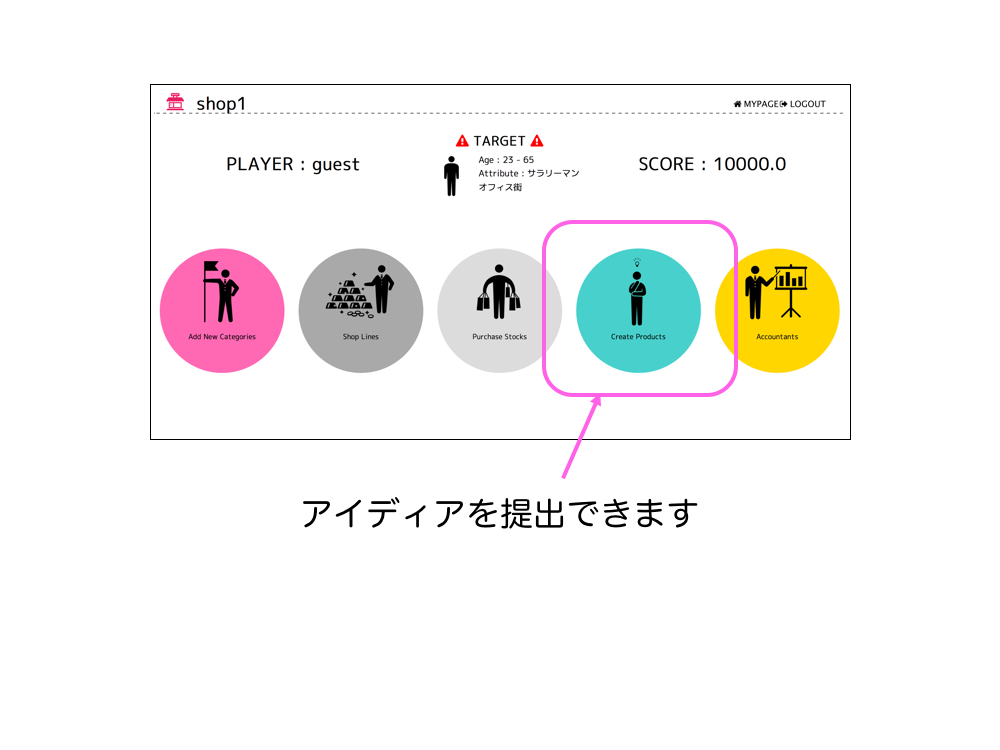 shop1
MYPAGE LOGOUT
TARGET
PLAYER : guest
Age : 23 - 65
Attribute : サラリーマン
オフィス街
SCORE : 10000.0
Add New Categories
Shop Lines
Purchase Stocks
Create Products
Accountants
アイディアを提出できます